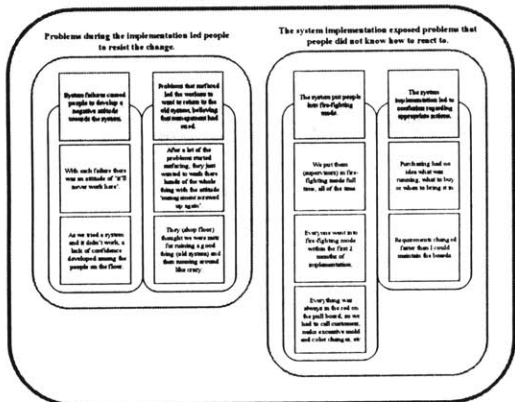 Problems during the implementation led people
to resist the change.
The system implementation exposed problems that
people did not know how to react to.
System failures caused
people to develop a
negative attitude
towards the system.
Problems that surfaced
led the workers to
want to return to the
old system, believing
that management had
With each failure there
was an attitude of 'it'll
never work here'.
After a lot of the
problems started
surfacing, they just
wanted to wash there
hands of the whole
thing with the attitude
'management screwed
up again'
As we tried a system
and it didn't work, a
lack of confidence
developed among the
people on the floor.
They (shop floor)
thought we were nuts
for ruining a good
thing (old system) and
then running around
like crazy
The system put people
into fire-fighting
mode.
We put them
(supervisors) in fire-
fighting mode full
time, all of the time
Everyone went in to
fire-fighting mode
within the first 2
months of
implementation.
Everything was
always in the red on
the pull board, so we
had to call customers,
make excessive mold
and color changes, etc
The system
implementation led to
confusion regarding
appropriate actions.
Purchasing had no
idea what was
running, what to buy
or when to bring it in
Requirements changed
faster than I could
maintain the boards